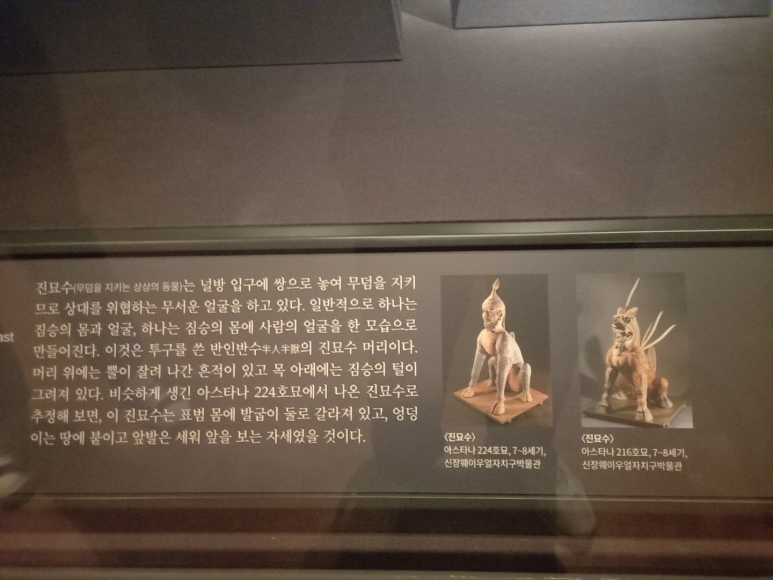 진묘수(무덤을 지키는 상상의 동물)는 널방 입구에 쌍으로 놓여 무덤을 지키
므로 상대를 위협하는 무서운 얼굴을 하고 있다. 일반적으로 하나는
짐승의 몸과 얼굴, 하나는 짐승의 몸에 사람의 얼굴을 한 모습으로
만들어진다. 이것은 투구를 쓴 반인반수半人半獸의 진묘수 머리이다.
머리 위에는 뿔이 잘려 나간 흔적이 있고 목 아래에는 짐승의 털이
그려져 있다. 비슷하게 생긴 아스타나 224호묘에서 나온 진묘수로
추정해 보면, 이 진묘수는 표범 몸에 발굽이 둘로 갈라져 있고, 엉덩
이는 땅에 붙이고 앞발은 세워 앞을 보는 자세였을 것이다.
〈진묘수〉
아스타나 224호묘, 7~8세기,
신장웨이우얼자치구박물관
〈진묘수〉
아스타나 216호묘, 7~8세기,
신장웨이우얼자치구박물관